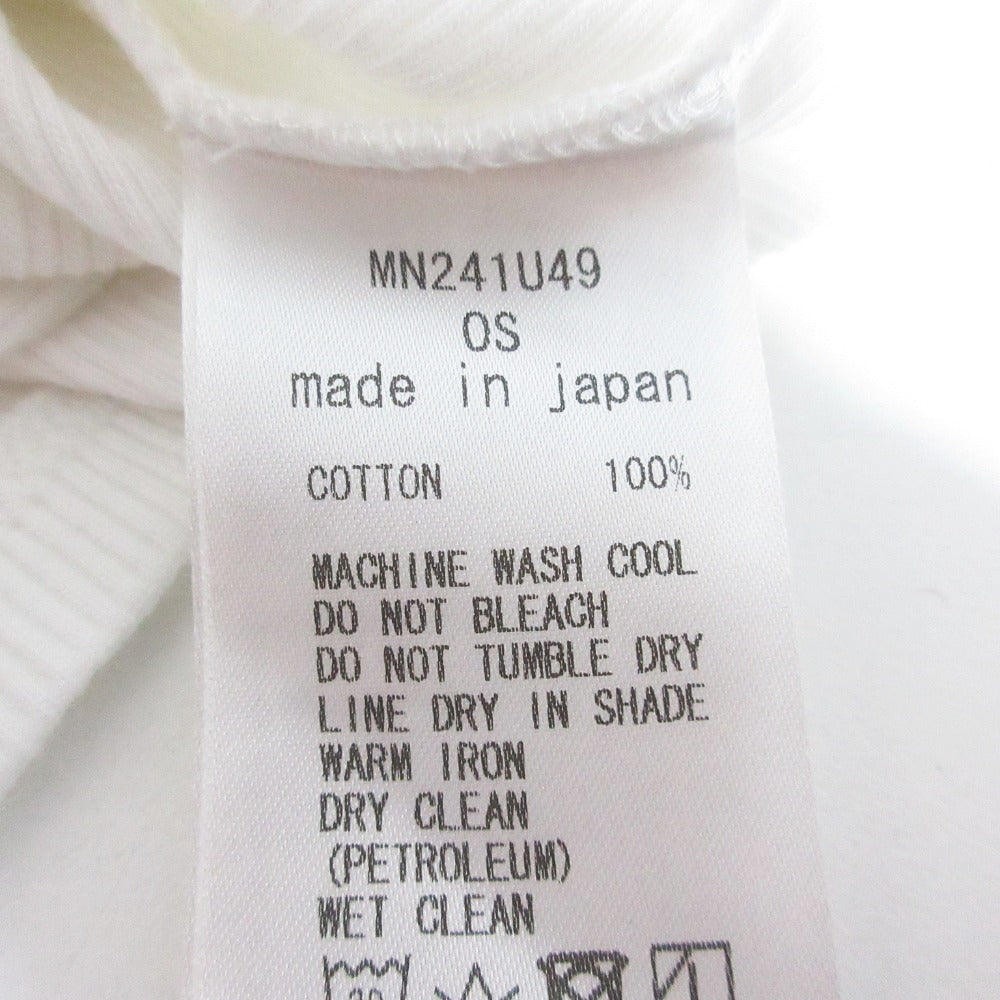 MN241U49
OS
made in japan
COTTON 100%
MACHINE WASH COOL
DO NOT BLEACH
DO NOT TUMBLE DRY
LINE DRY IN SHADE
WARM IRON
DRY CLEAN
(PETROLEUM)
WET CLEAN